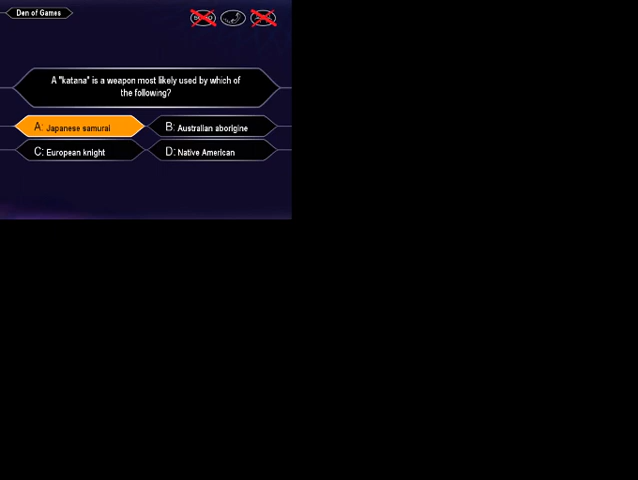 Den of Games
A "katana" is a weapon most likely used by which of
the following?
A: Japanese samurai
B: Australian aborigine
C: European knight
D: Native American